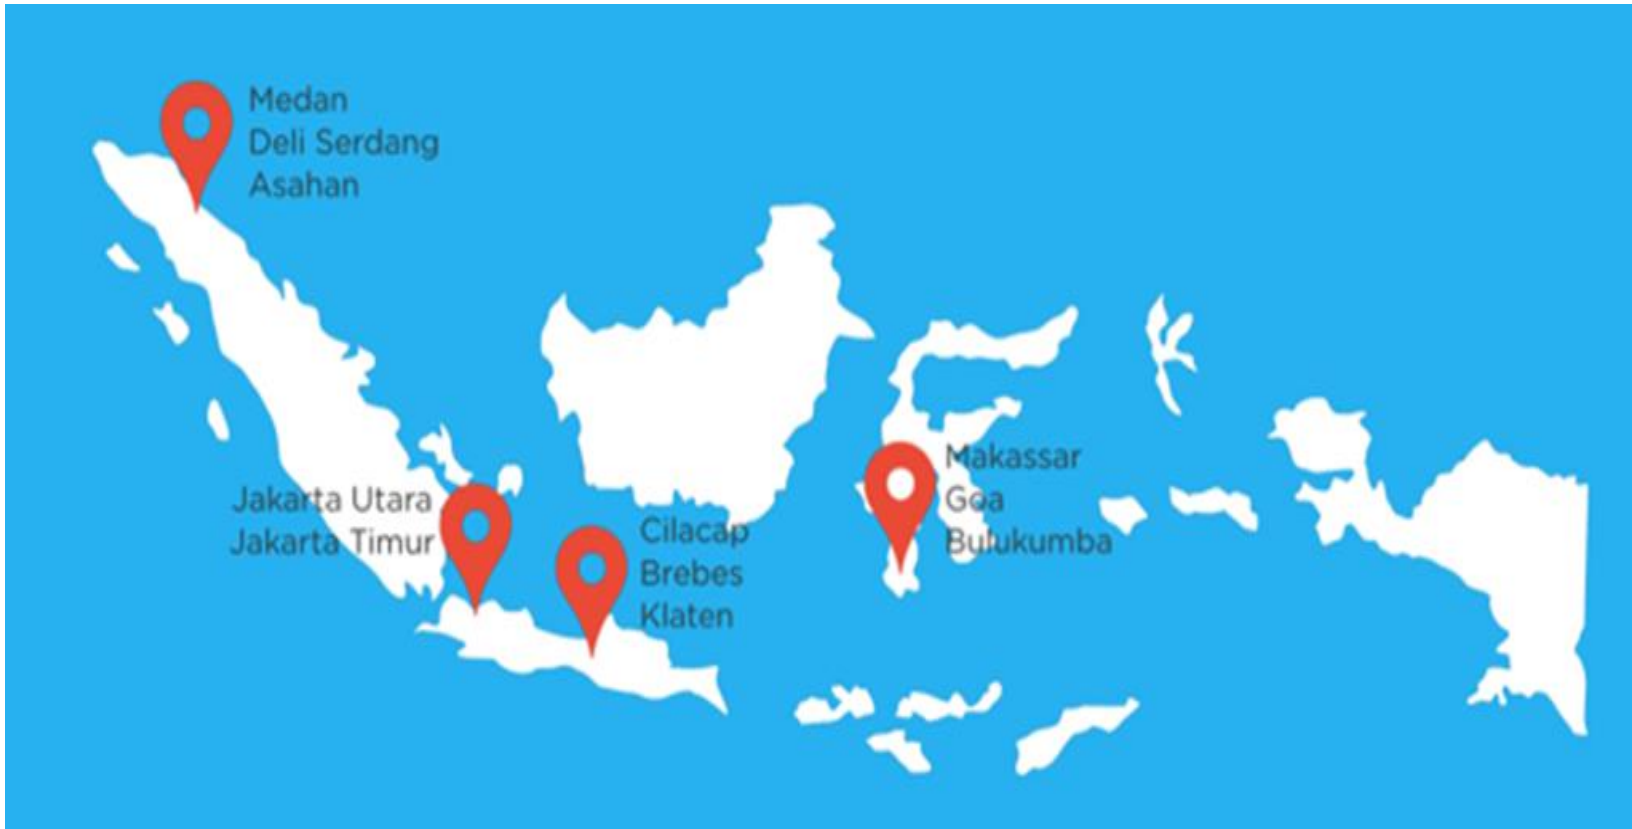 Medan
Deli Serdang
Asahan
Jakarta Utara
Jakarta Timur
Cilacap
Brebes
Klaten
Makassar
Goa
Bulukumba